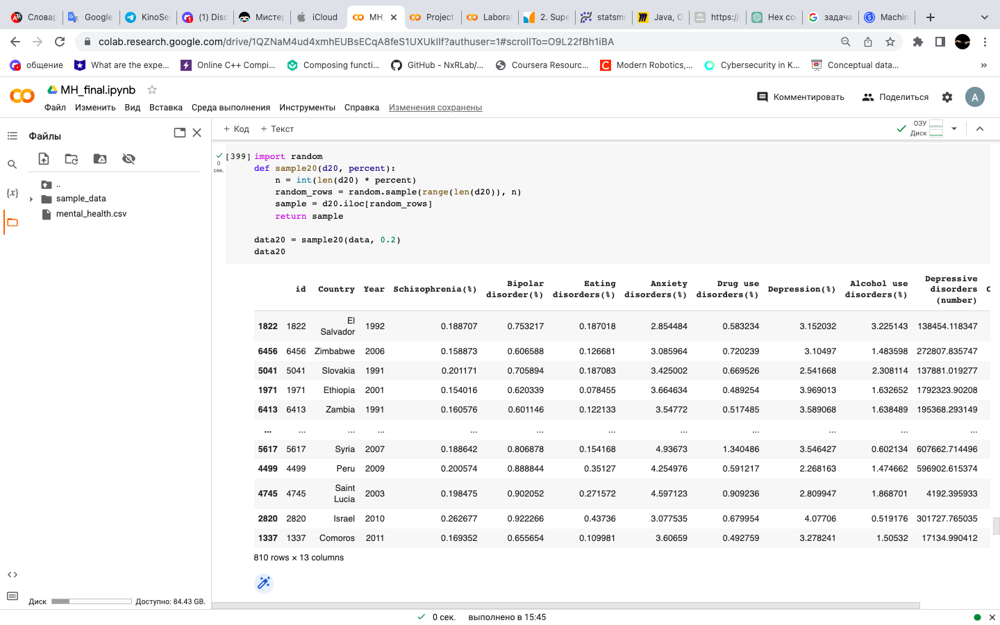 Словар
Google
KinoSe
(1) Disc
Мистер
iCloud
MH_
Project
Laborat
2. Supe
statsmo
Java, O
https://
Hex co
задача
Machin
colab.research.google.com/drive/1QZNaM4ud4xmhEUBsECqA8feS1UXUkIlf?authuser=1#scrollTo=O9L22fBh1iBA
общение
What are the expe...
Online C++ Compi...
Composing functi...
GitHub - NxRLab/...
Coursera Resourc...
Modern Robotics,...
Cybersecurity in K...
Conceptual data...
»
MH_final.ipynb
Комментировать
Поделиться
A
Файл Изменить Вид Вставка Среда выполнения Инструменты Справка Изменения сохранены
Файлы
+ Код + Текст
ОЗУ
Диск
..
sample_data
mental_health.csv
{x}
<>
Диск
Доступно: 84.43 GB.
0
сек.
[399] import random
def sample20(d20, percent):
n = int(len(d20) * percent)
random_rows = random.sample(range(len(d20)), n)
sample = d20.iloc[random_rows]
return sample
data20 = sample20(data, 0.2)
data20
id Country Year Schizophrenia(%) Bipolar disorder(%) Eating disorders(%) Anxiety disorders(%) Drug use disorders(%) Depression(%) Alcohol use disorders(%) Depressive disorders (number)
1822 1822 El Salvador 1992 0.188707 0.753217 0.187018 2.854484 0.583234 3.152032 3.225143 138454.118347
6456 6456 Zimbabwe 2006 0.158873 0.606588 0.126681 3.085964 0.720239 3.10497 1.483598 272807.835747
5041 5041 Slovakia 1991 0.201171 0.705894 0.187083 3.425002 0.669526 2.541668 2.308114 137881.019277
1971 1971 Ethiopia 2001 0.154016 0.620339 0.078455 3.664634 0.489254 3.969013 1.632652 1792323.90208
6413 6413 Zambia 1991 0.160576 0.601146 0.122133 3.54772 0.517485 3.589068 1.638489 195368.293149
... ... ... ... ... ... ... ... ... ... ... ...
5617 5617 Syria 2007 0.188642 0.806878 0.154168 4.93673 1.340486 3.546427 0.602134 607662.714496
4499 4499 Peru 2009 0.200574 0.888844 0.35127 4.254976 0.591217 2.268163 1.474662 596902.615374
4745 4745 Saint Lucia 2003 0.198475 0.902052 0.271572 4.597123 0.909236 2.809947 1.868701 4192.395933
2820 2820 Israel 2010 0.262677 0.922266 0.43736 3.077535 0.679954 4.07706 0.519176 301727.765035
1337 1337 Comoros 2011 0.169352 0.655654 0.109981 3.60659 0.492759 3.278241 1.50532 17134.990412
810 rows × 13 columns
0 сек. выполнено в 15:45